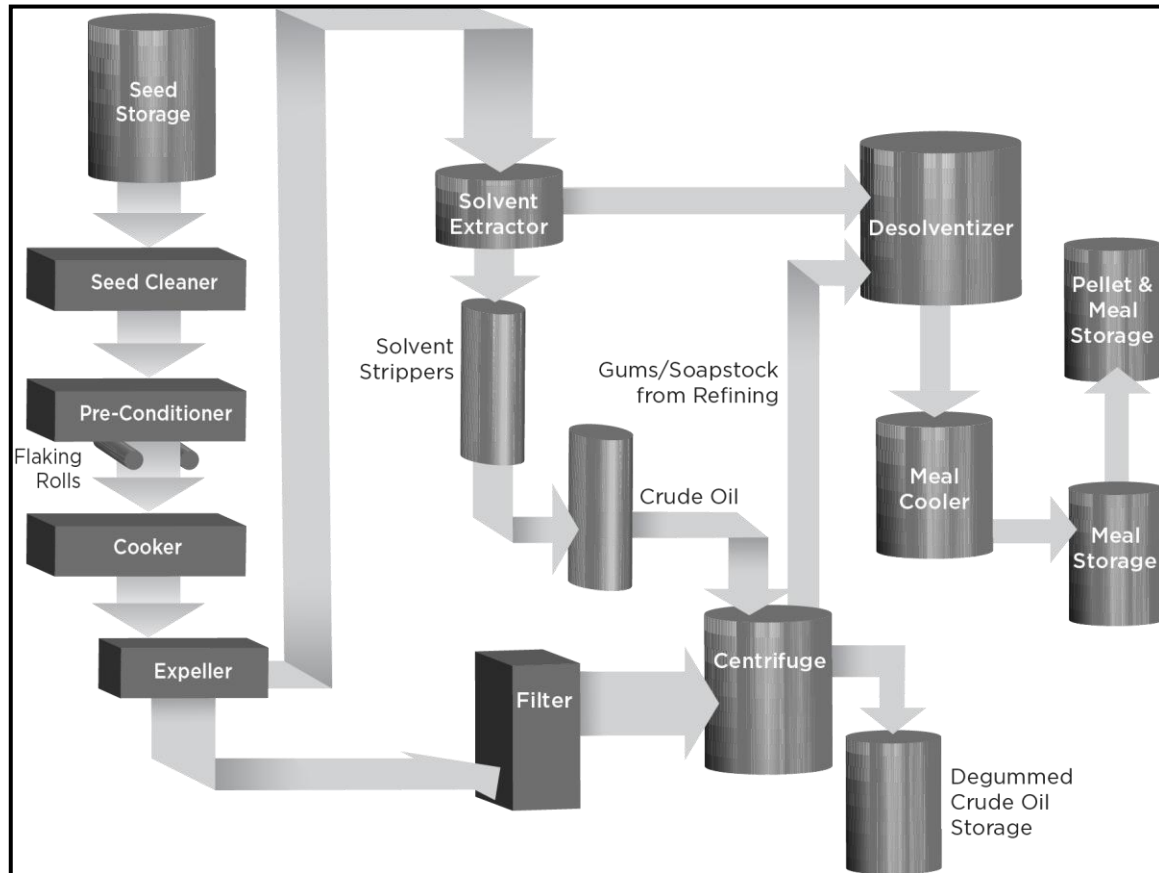 Seed
Storage
Seed Cleaner
Pre-Conditioner
Flaking
Rolls
Cooker
Expeller
Solvent
Extractor
Solvent
Strippers
Crude Oil
Filter
Centrifuge
Gums/Soapstock
from Refining
Desolventizer
Meal
Cooler
Meal
Storage
Pellet &
Meal
Storage
Degummed
Crude Oil
Storage